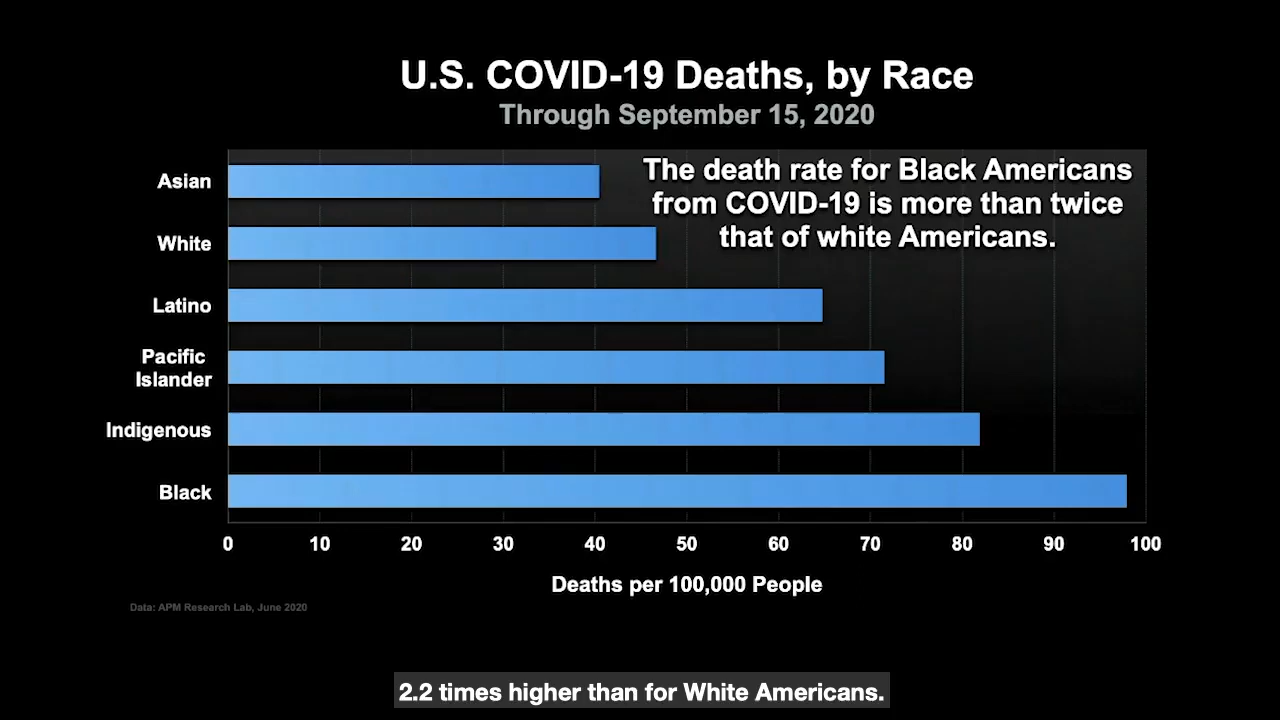 U.S. COVID-19 Deaths, by Race
Through September 15, 2020
The death rate for Black Americans
from COVID-19 is more than twice
that of white Americans.
Asian
White
Latino
Pacific
Islander
Indigenous
Black
0 10 20 30 40 50 60 70 80 90 100
Deaths per 100,000 People
Data: APM Research Lab, June 2020
2.2 times higher than for White Americans.